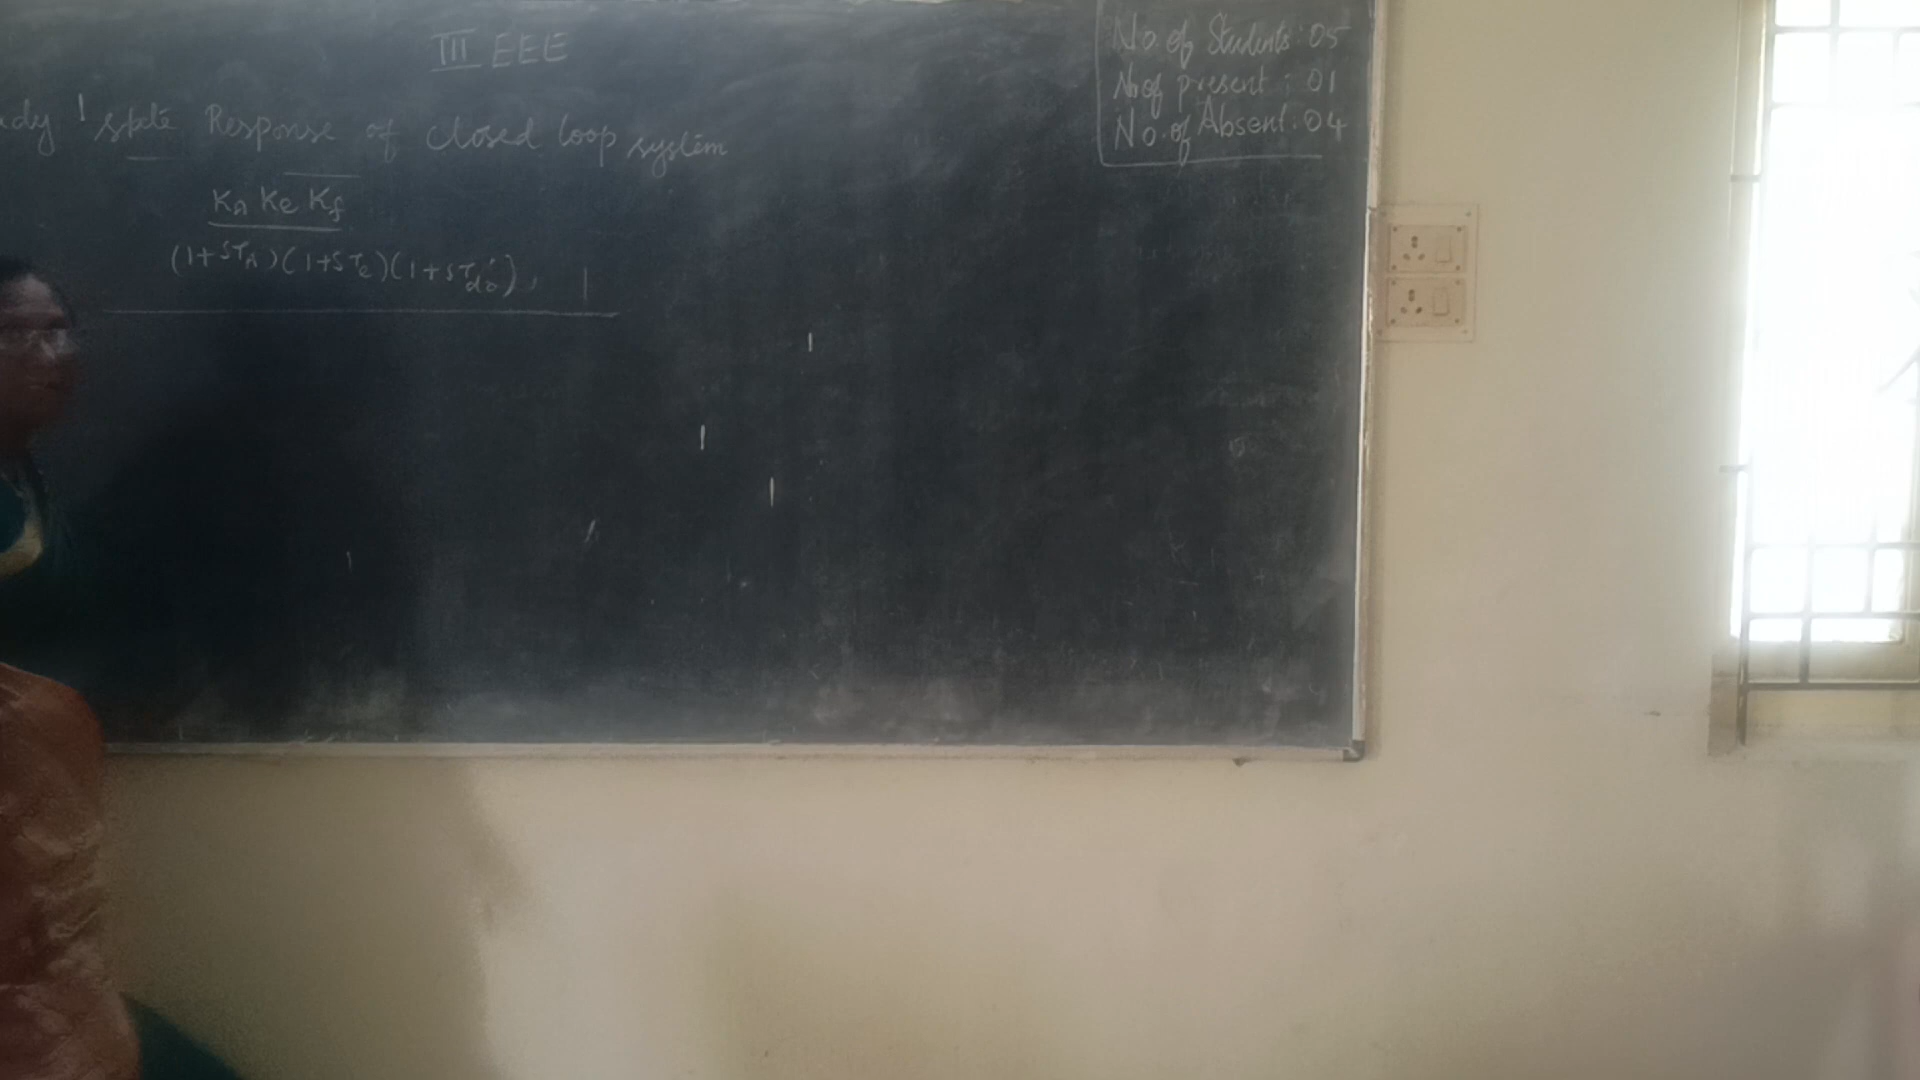 III EEE
ady state Response of closed loop system
KA Ke Kf
(1+STA)(1+STe)(1+ST'do)
No. of Students: 05
No of present : 01
No. of Absent: 04